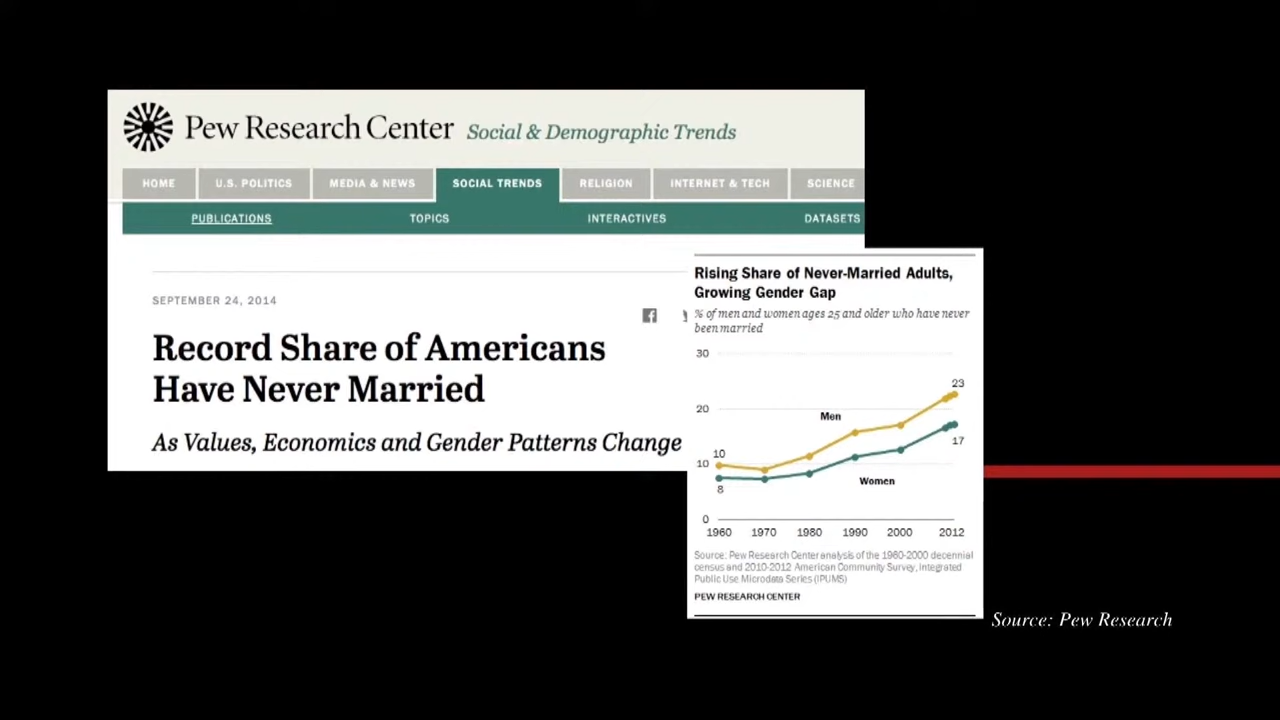 Pew Research Center Social & Demographic Trends
HOME U.S. POLITICS MEDIA & NEWS SOCIAL TRENDS RELIGION INTERNET & TECH SCIENCE
PUBLICATIONS TOPICS INTERACTIVES DATASETS
SEPTEMBER 24, 2014
Record Share of Americans
Have Never Married
As Values, Economics and Gender Patterns Change
Rising Share of Never-Married Adults,
Growing Gender Gap
% of men and women ages 25 and older who have never
been married
30
23
20
Men
17
10
10
Women
8
0
1960 1970 1980 1990 2000 2012
Source: Pew Research Center analysis of the 1960-2000 decennial
census and 2010-2012 American Community Survey, Integrated
Public Use Microdata Series (IPUMS)
PEW RESEARCH CENTER
Source: Pew Research